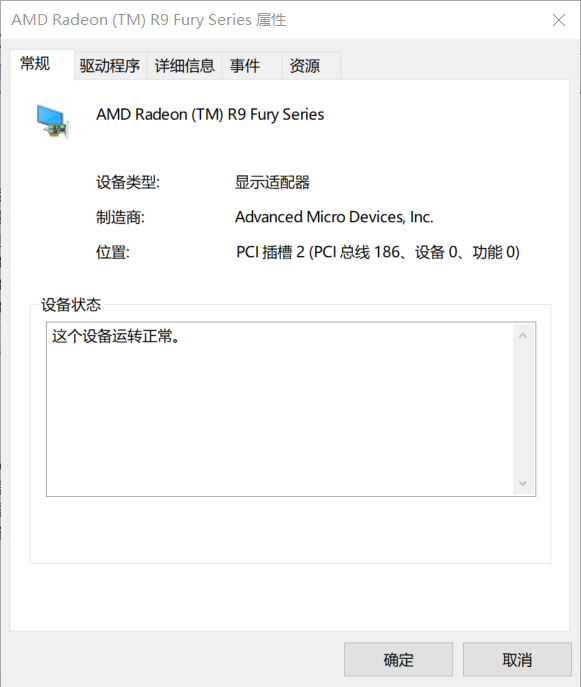 AMD Radeon (TM) R9 Fury Series 属性
常规 驱动程序 详细信息 事件 资源
AMD Radeon (TM) R9 Fury Series
设备类型: 显示适配器
制造商: Advanced Micro Devices, Inc.
位置: PCI 插槽 2 (PCI 总线 186、设备 0、功能 0)
设备状态
这个设备运转正常。
确定 取消